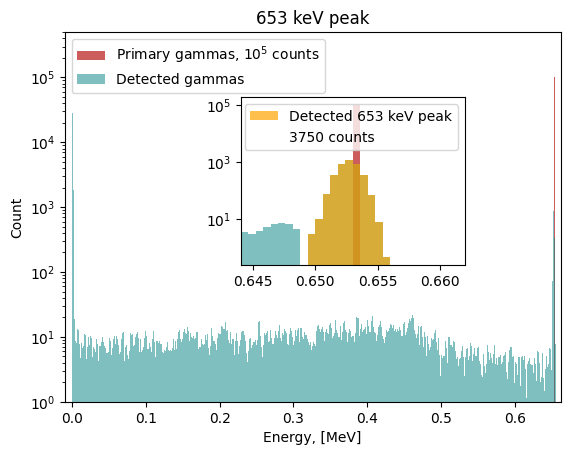 653 keV peak
Primary gammas, 10⁵ counts
Detected gammas
Detected 653 keV peak
3750 counts
10⁵
10³
10¹
0.645 0.650 0.655 0.660
10⁵
10⁴
10³
10²
10¹
10⁰
Count
0.0 0.1 0.2 0.3 0.4 0.5 0.6
Energy, [MeV]